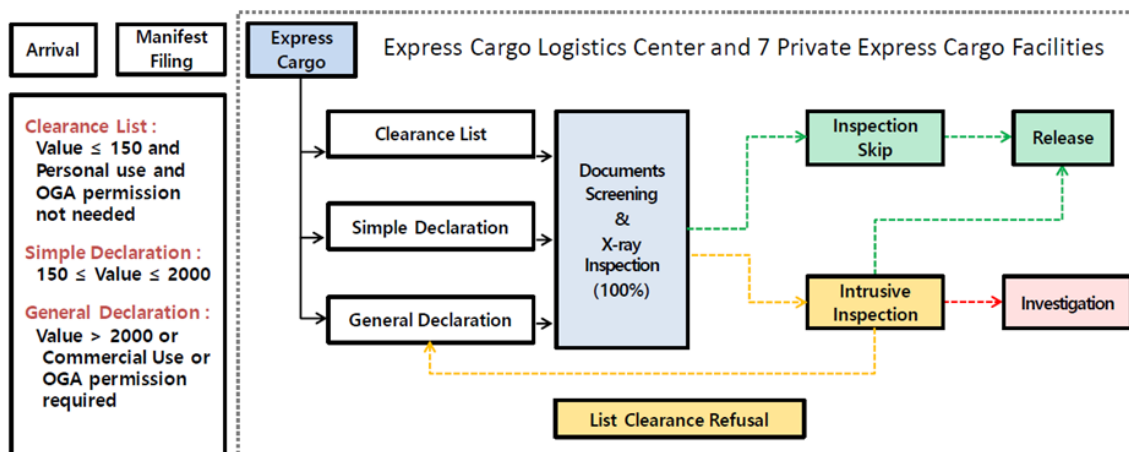 Arrival
Manifest
Filing
Express
Cargo
Express Cargo Logistics Center and 7 Private Express Cargo Facilities
Clearance List :
Value ≤ 150 and
Personal use and
OGA permission
not needed
Simple Declaration :
150 ≤ Value ≤ 2000
General Declaration :
Value > 2000 or
Commercial Use or
OGA permission
required
Clearance List
Simple Declaration
General Declaration
Documents
Screening
&
X-ray
Inspection
(100%)
Inspection
Skip
Release
Intrusive
Inspection
Investigation
List Clearance Refusal